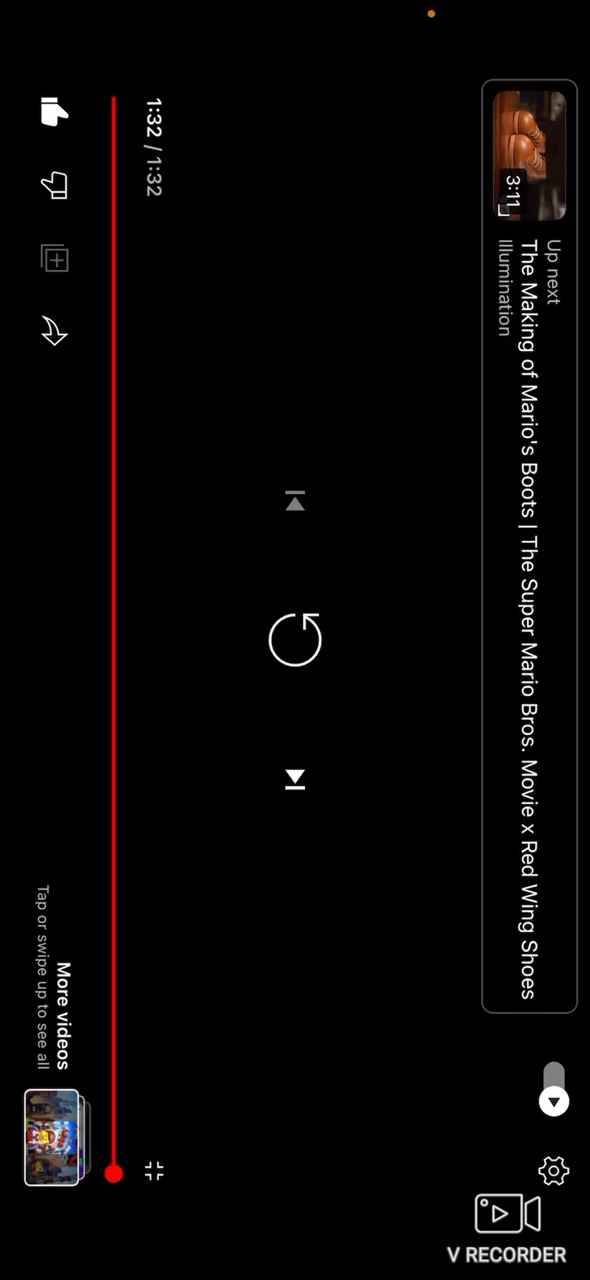 Up next
The Making of Mario's Boots | The Super Mario Bros. Movie x Red Wing Shoes
Illumination
3:11
1:32 / 1:32
More videos
Tap or swipe up to see all
V RECORDER